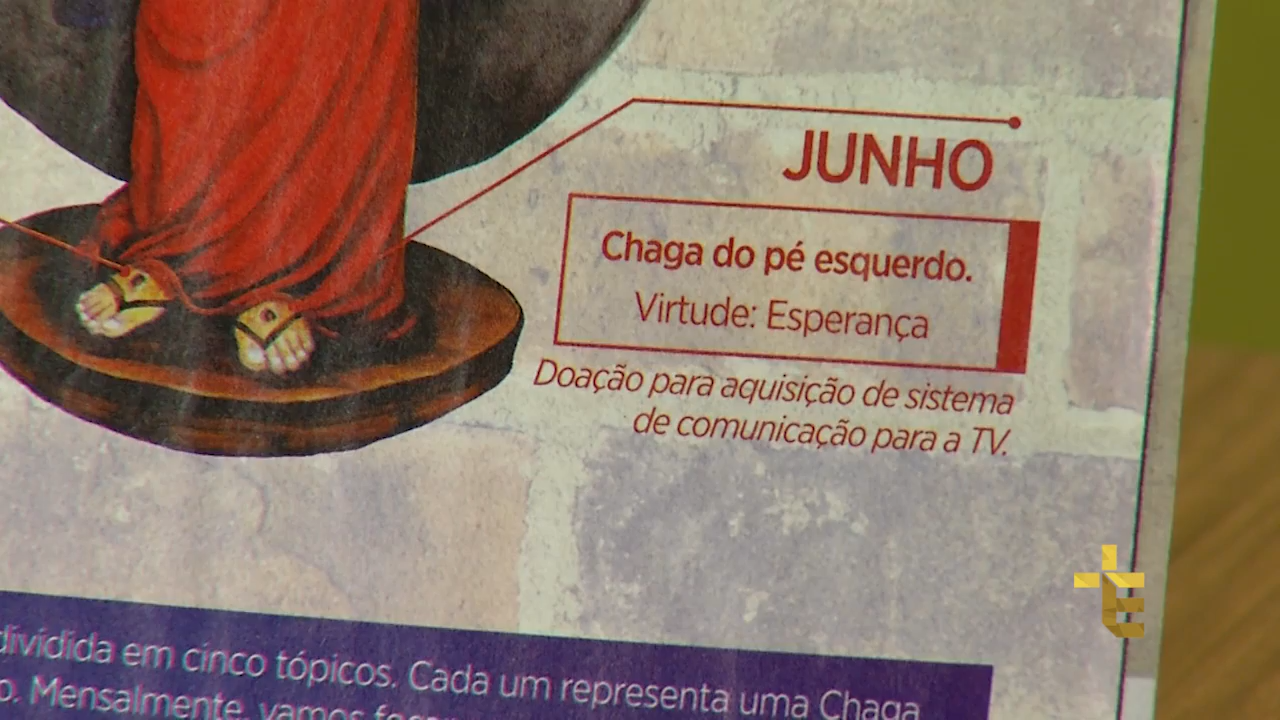 JUNHO
Chaga do pé esquerdo.
Virtude: Esperança
Doação para aquisição de sistema
de comunicação para a TV.
dividida em cinco tópicos. Cada um representa uma Chaga
o. Mensalmente, vamos